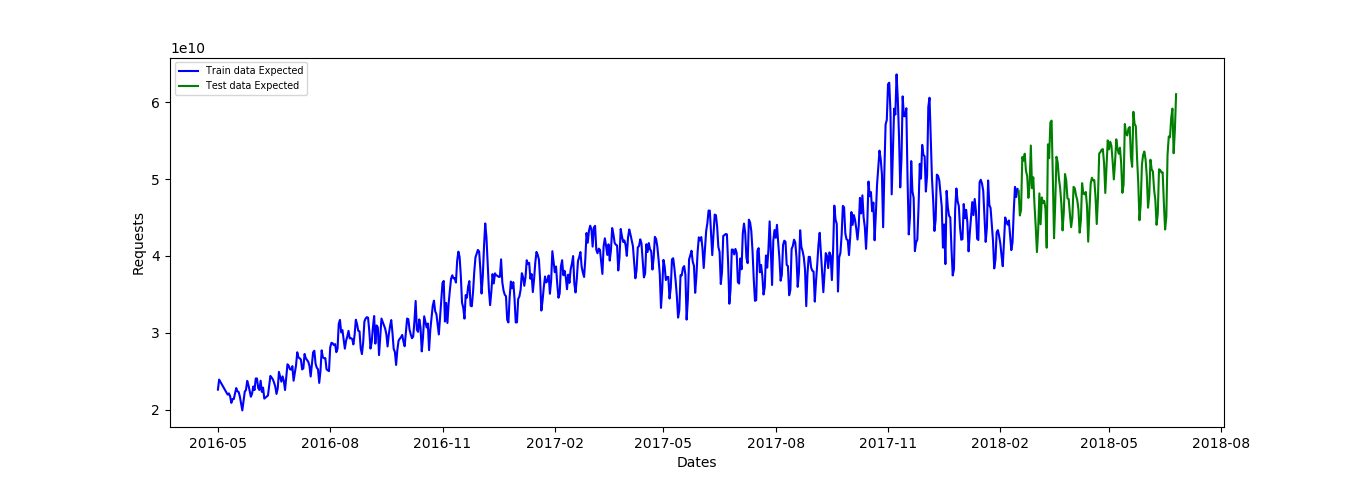 1e10
Train data Expected
Test data Expected
6
5
4
3
2
Requests
2016-05 2016-08 2016-11 2017-02 2017-05 2017-08 2017-11 2018-02 2018-05 2018-08
Dates